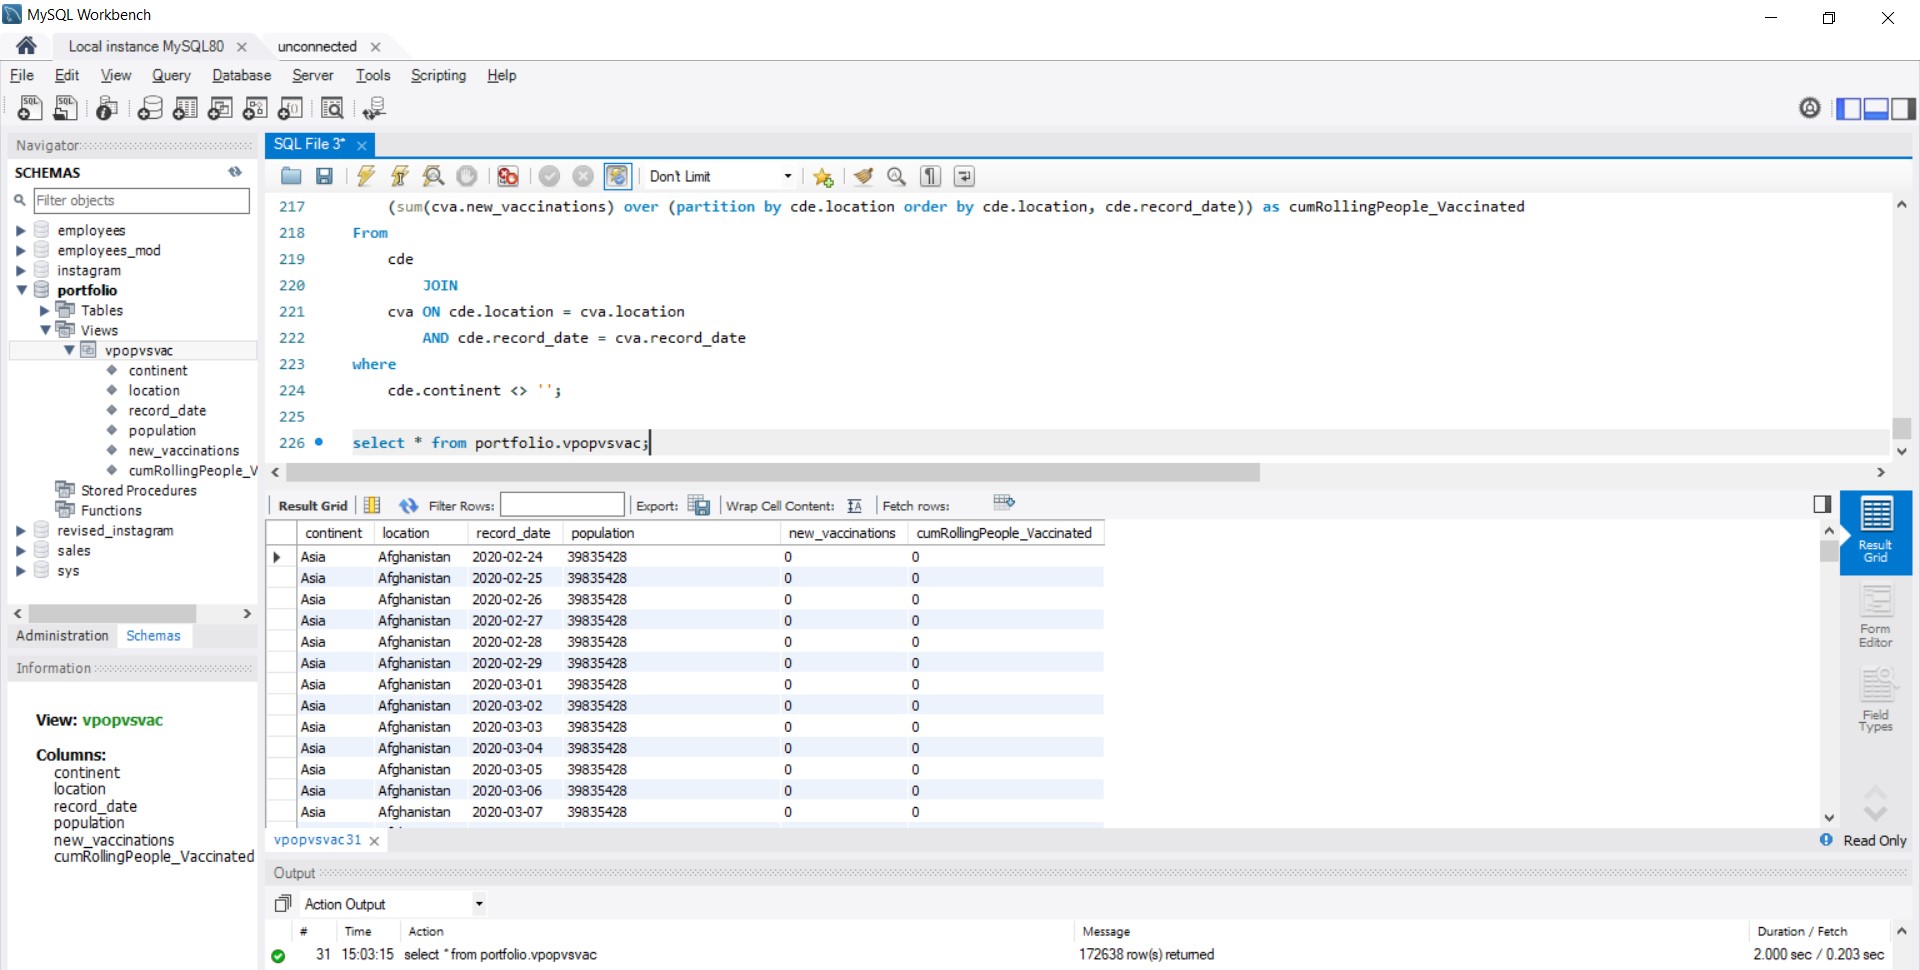 MySQL Workbench
Local instance MySQL80
unconnected
File Edit View Query Database Server Tools Scripting Help
Navigator
SCHEMAS
Filter objects
employees
employees_mod
instagram
portfolio
Tables
Views
vpopvsvac
continent
location
record_date
population
new_vaccinations
cumRollingPeople_V
Stored Procedures
Functions
revised_instagram
sales
sys
Administration Schemas
Information
View: vpopvsvac
Columns:
continent
location
record_date
population
new_vaccinations
cumRollingPeople_Vaccinated
SQL File 3*
Don't Limit
217 (sum(cva.new_vaccinations) over (partition by cde.location order by cde.location, cde.record_date)) as cumRollingPeople_Vaccinated
218 From
219 cde
220 JOIN
221 cva ON cde.location = cva.location
222 AND cde.record_date = cva.record_date
223 where
224 cde.continent <> '';
225
226 select * from portfolio.vpopvsvac;
Result Grid Filter Rows: Export: Wrap Cell Content: Fetch rows:
continent location record_date population new_vaccinations cumRollingPeople_Vaccinated
Asia Afghanistan 2020-02-24 39835428 0 0
Asia Afghanistan 2020-02-25 39835428 0 0
Asia Afghanistan 2020-02-26 39835428 0 0
Asia Afghanistan 2020-02-27 39835428 0 0
Asia Afghanistan 2020-02-28 39835428 0 0
Asia Afghanistan 2020-02-29 39835428 0 0
Asia Afghanistan 2020-03-01 39835428 0 0
Asia Afghanistan 2020-03-02 39835428 0 0
Asia Afghanistan 2020-03-03 39835428 0 0
Asia Afghanistan 2020-03-04 39835428 0 0
Asia Afghanistan 2020-03-05 39835428 0 0
Asia Afghanistan 2020-03-06 39835428 0 0
Asia Afghanistan 2020-03-07 39835428 0 0
Result
Grid
Form
Editor
Field
Types
vpopvsvac31
Read Only
Output
Action Output
# Time Action Message Duration / Fetch
31 15:03:15 select * from portfolio.vpopvsvac 172638 row(s) returned 2.000 sec / 0.203 sec